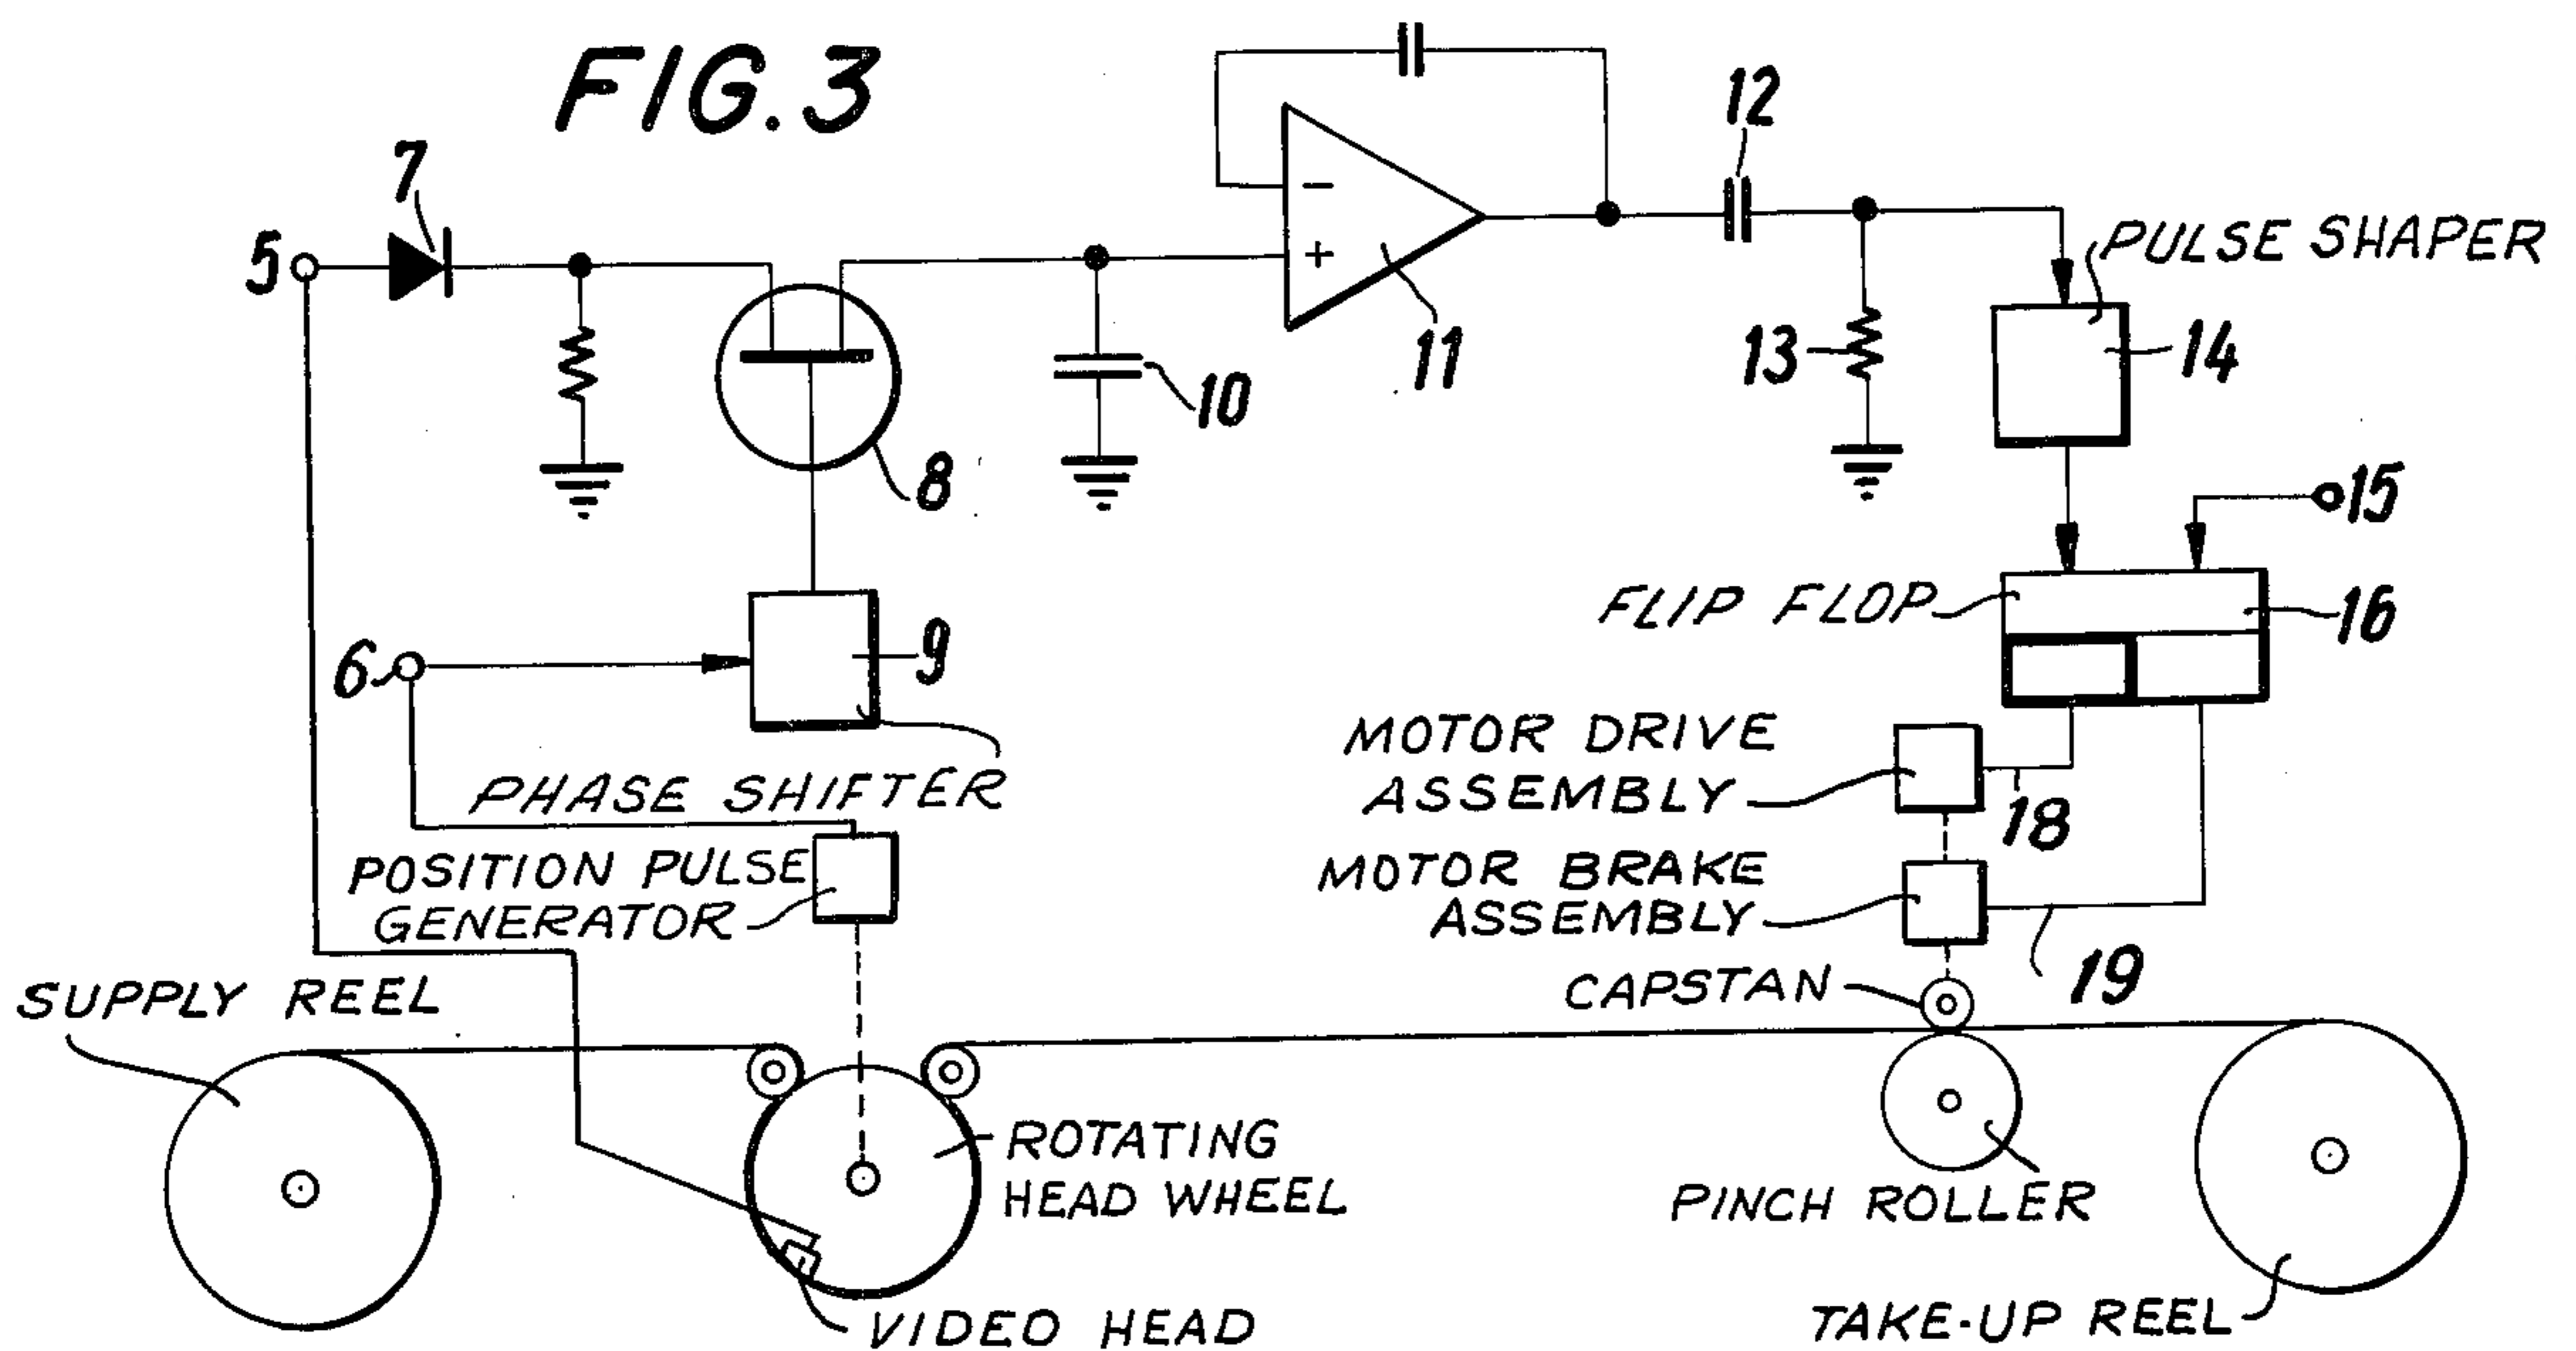 FIG. 3
12
7
5
−
+
11
PULSE SHAPER
13
14
10
8
15
FLIP FLOP
16
6
9
MOTOR DRIVE
ASSEMBLY
18
PHASE SHIFTER
POSITION PULSE
GENERATOR
MOTOR BRAKE
ASSEMBLY
19
CAPSTAN
SUPPLY REEL
ROTATING
HEAD WHEEL
PINCH ROLLER
VIDEO HEAD
TAKE-UP REEL